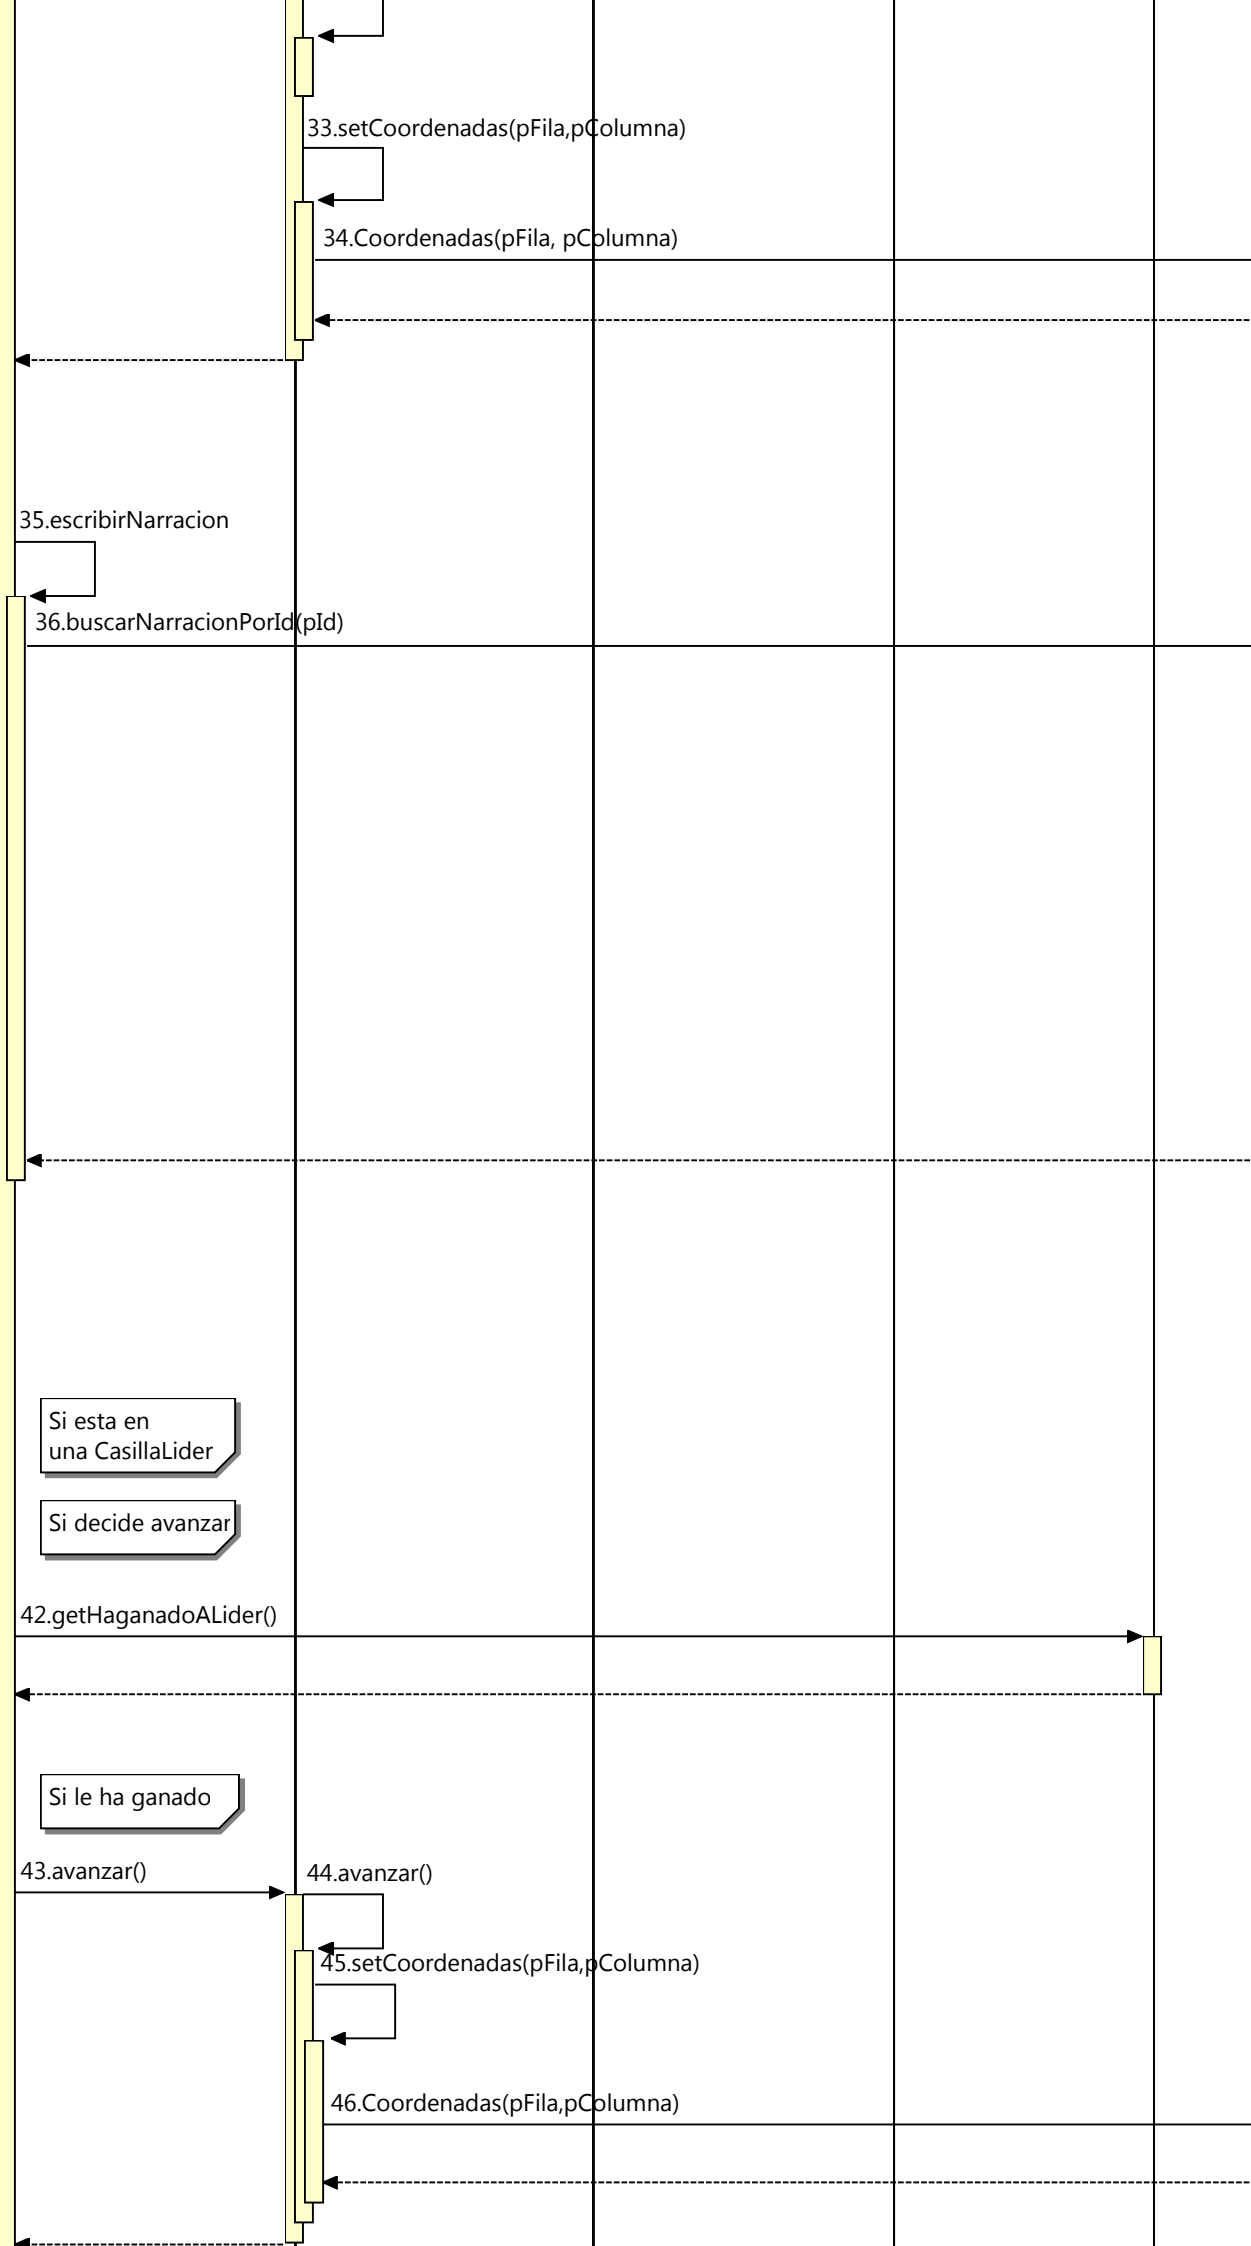 33.setCoordenadas(pFila,pColumna)
34.Coordenadas(pFila, pColumna)
35.escribirNarracion
36.buscarNarracionPorId(pId)
Si esta en
una CasillaLider
Si decide avanzar
42.getHaganadoALider()
Si le ha ganado
43.avanzar()
44.avanzar()
45.setCoordenadas(pFila,pColumna)
46.Coordenadas(pFila,pColumna)